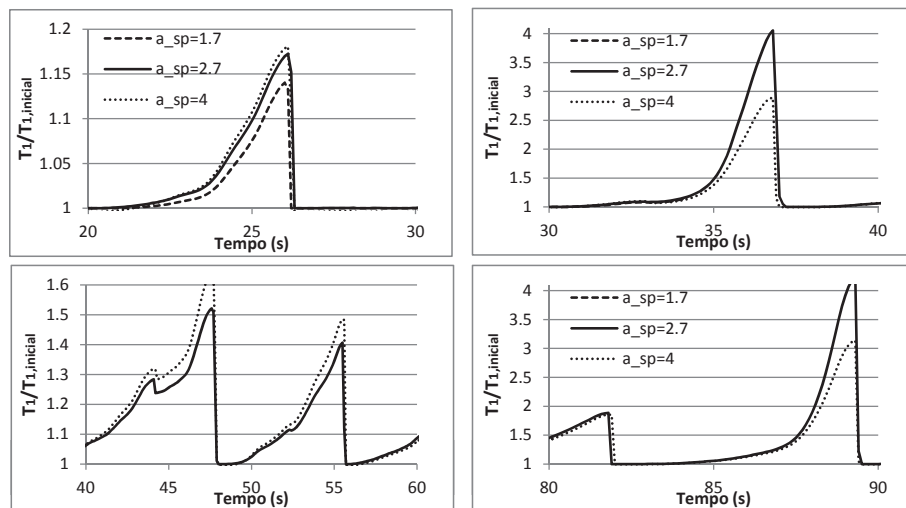 T1/T1,inicial
1.2
1.15
1.1
1.05
1
a_sp=1.7
a_sp=2.7
a_sp=4
20
25
30
Tempo (s)
T1/T1,inicial
4
3.5
3
2.5
2
1.5
1
a_sp=1.7
a_sp=2.7
a_sp=4
30
35
40
Tempo (s)
T1/T1,inicial
1.6
1.5
1.4
1.3
1.2
1.1
1
40
45
50
55
60
Tempo (s)
T1/T1,inicial
4
3.5
3
2.5
2
1.5
1
a_sp=1.7
a_sp=2.7
a_sp=4
80
85
90
Tempo (s)